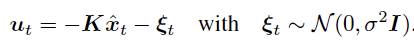 u_t = −K x̂_t − ξ_t with ξ_t ∼ 𝒩(0, σ²I).